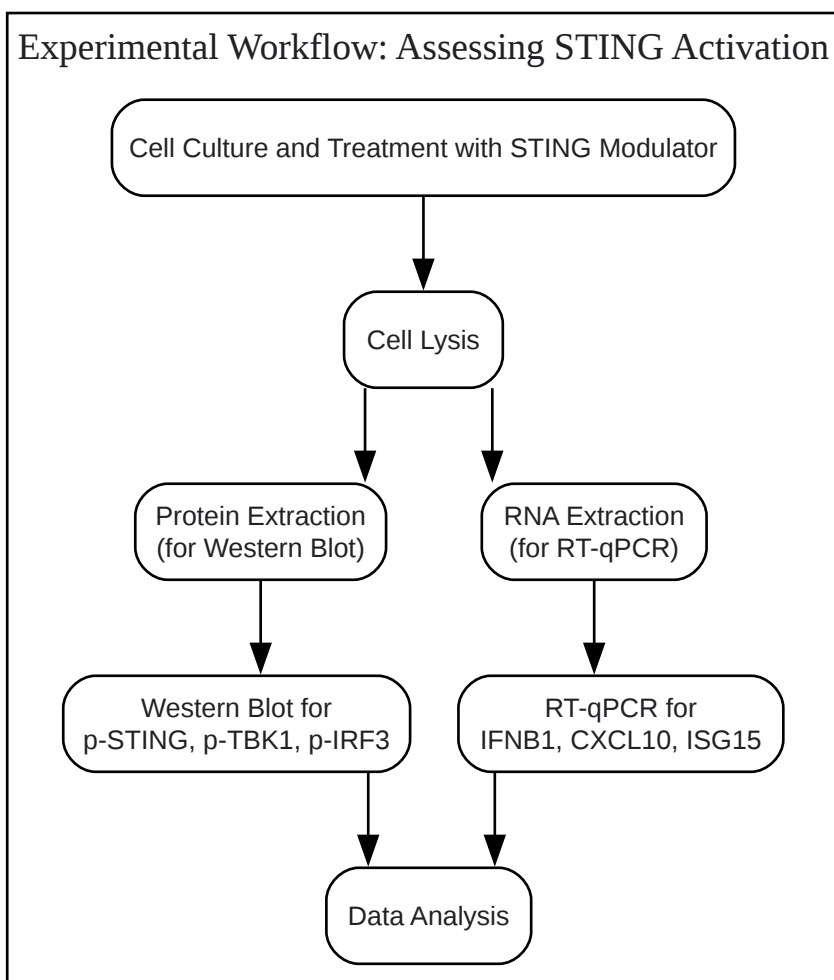 Experimental Workflow: Assessing STING Activation
Cell Culture and Treatment with STING Modulator
Cell Lysis
Protein Extraction
(for Western Blot)
RNA Extraction
(for RT-qPCR)
Western Blot for
p-STING, p-TBK1, p-IRF3
RT-qPCR for
IFNB1, CXCL10, ISG15
Data Analysis